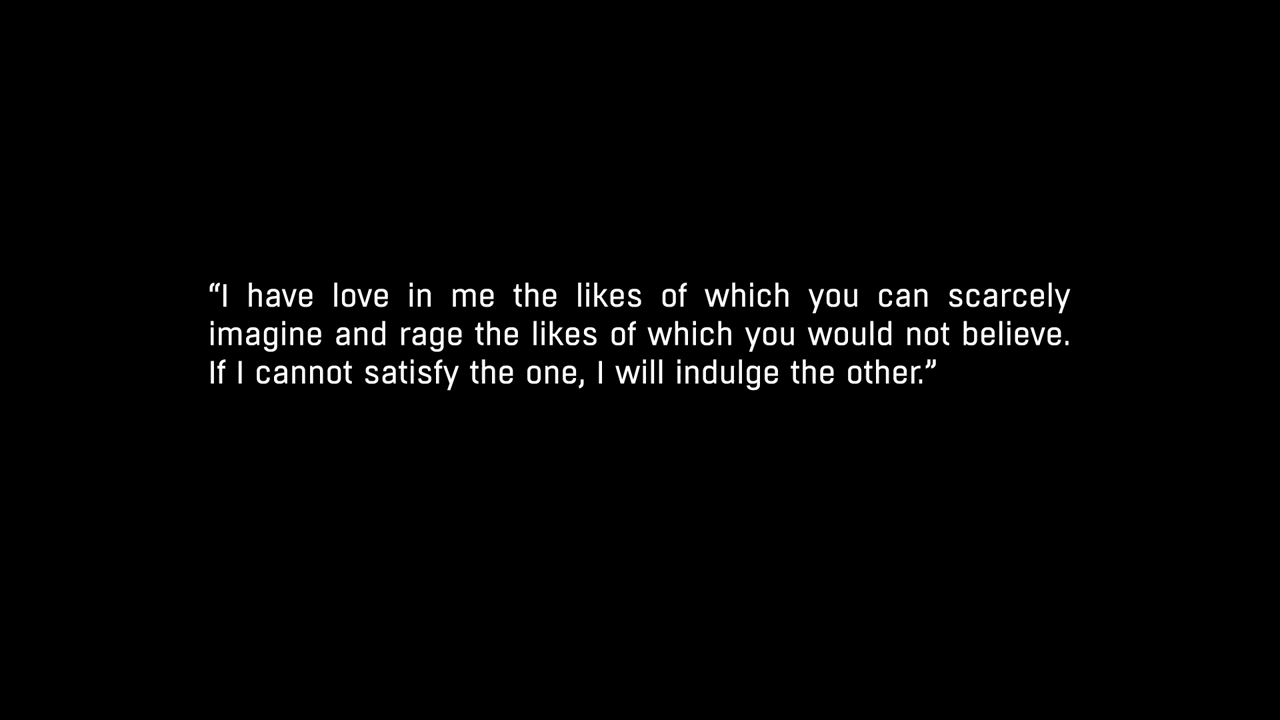 “I have love in me the likes of which you can scarcely
imagine and rage the likes of which you would not believe.
If I cannot satisfy the one, I will indulge the other.”